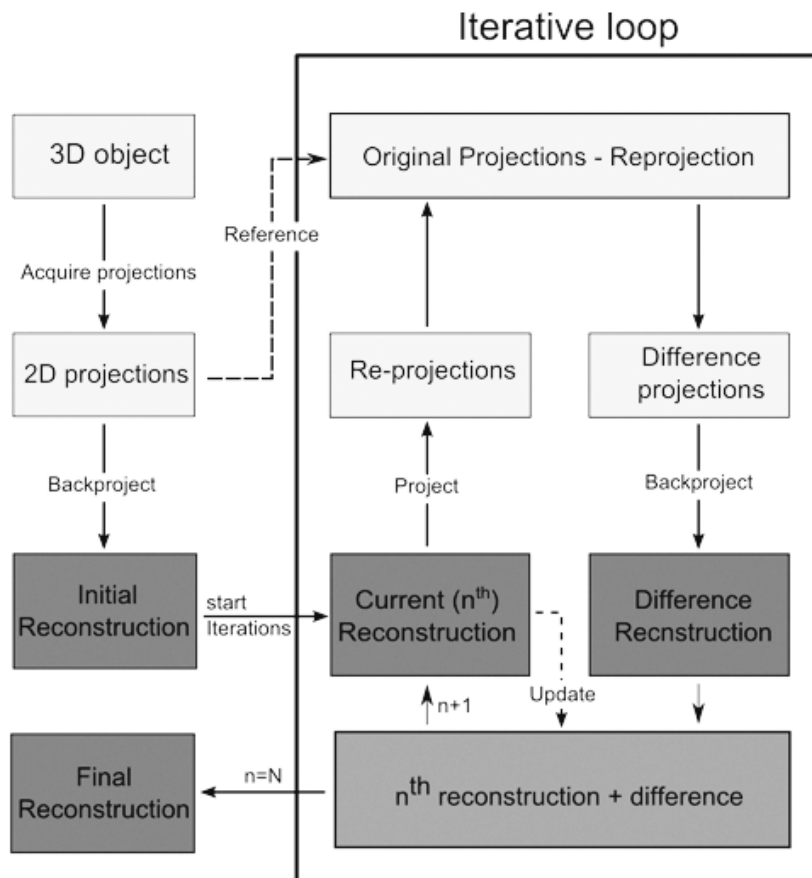 Iterative loop
3D object
Original Projections - Reprojection
Reference
Acquire projections
2D projections
Re-projections
Difference
projections
Backproject
Project
Backproject
Initial
Reconstruction
start
Iterations
Current (nth)
Reconstruction
Difference
Recnstruction
n+1
Update
Final
Reconstruction
n=N
nth reconstruction + difference